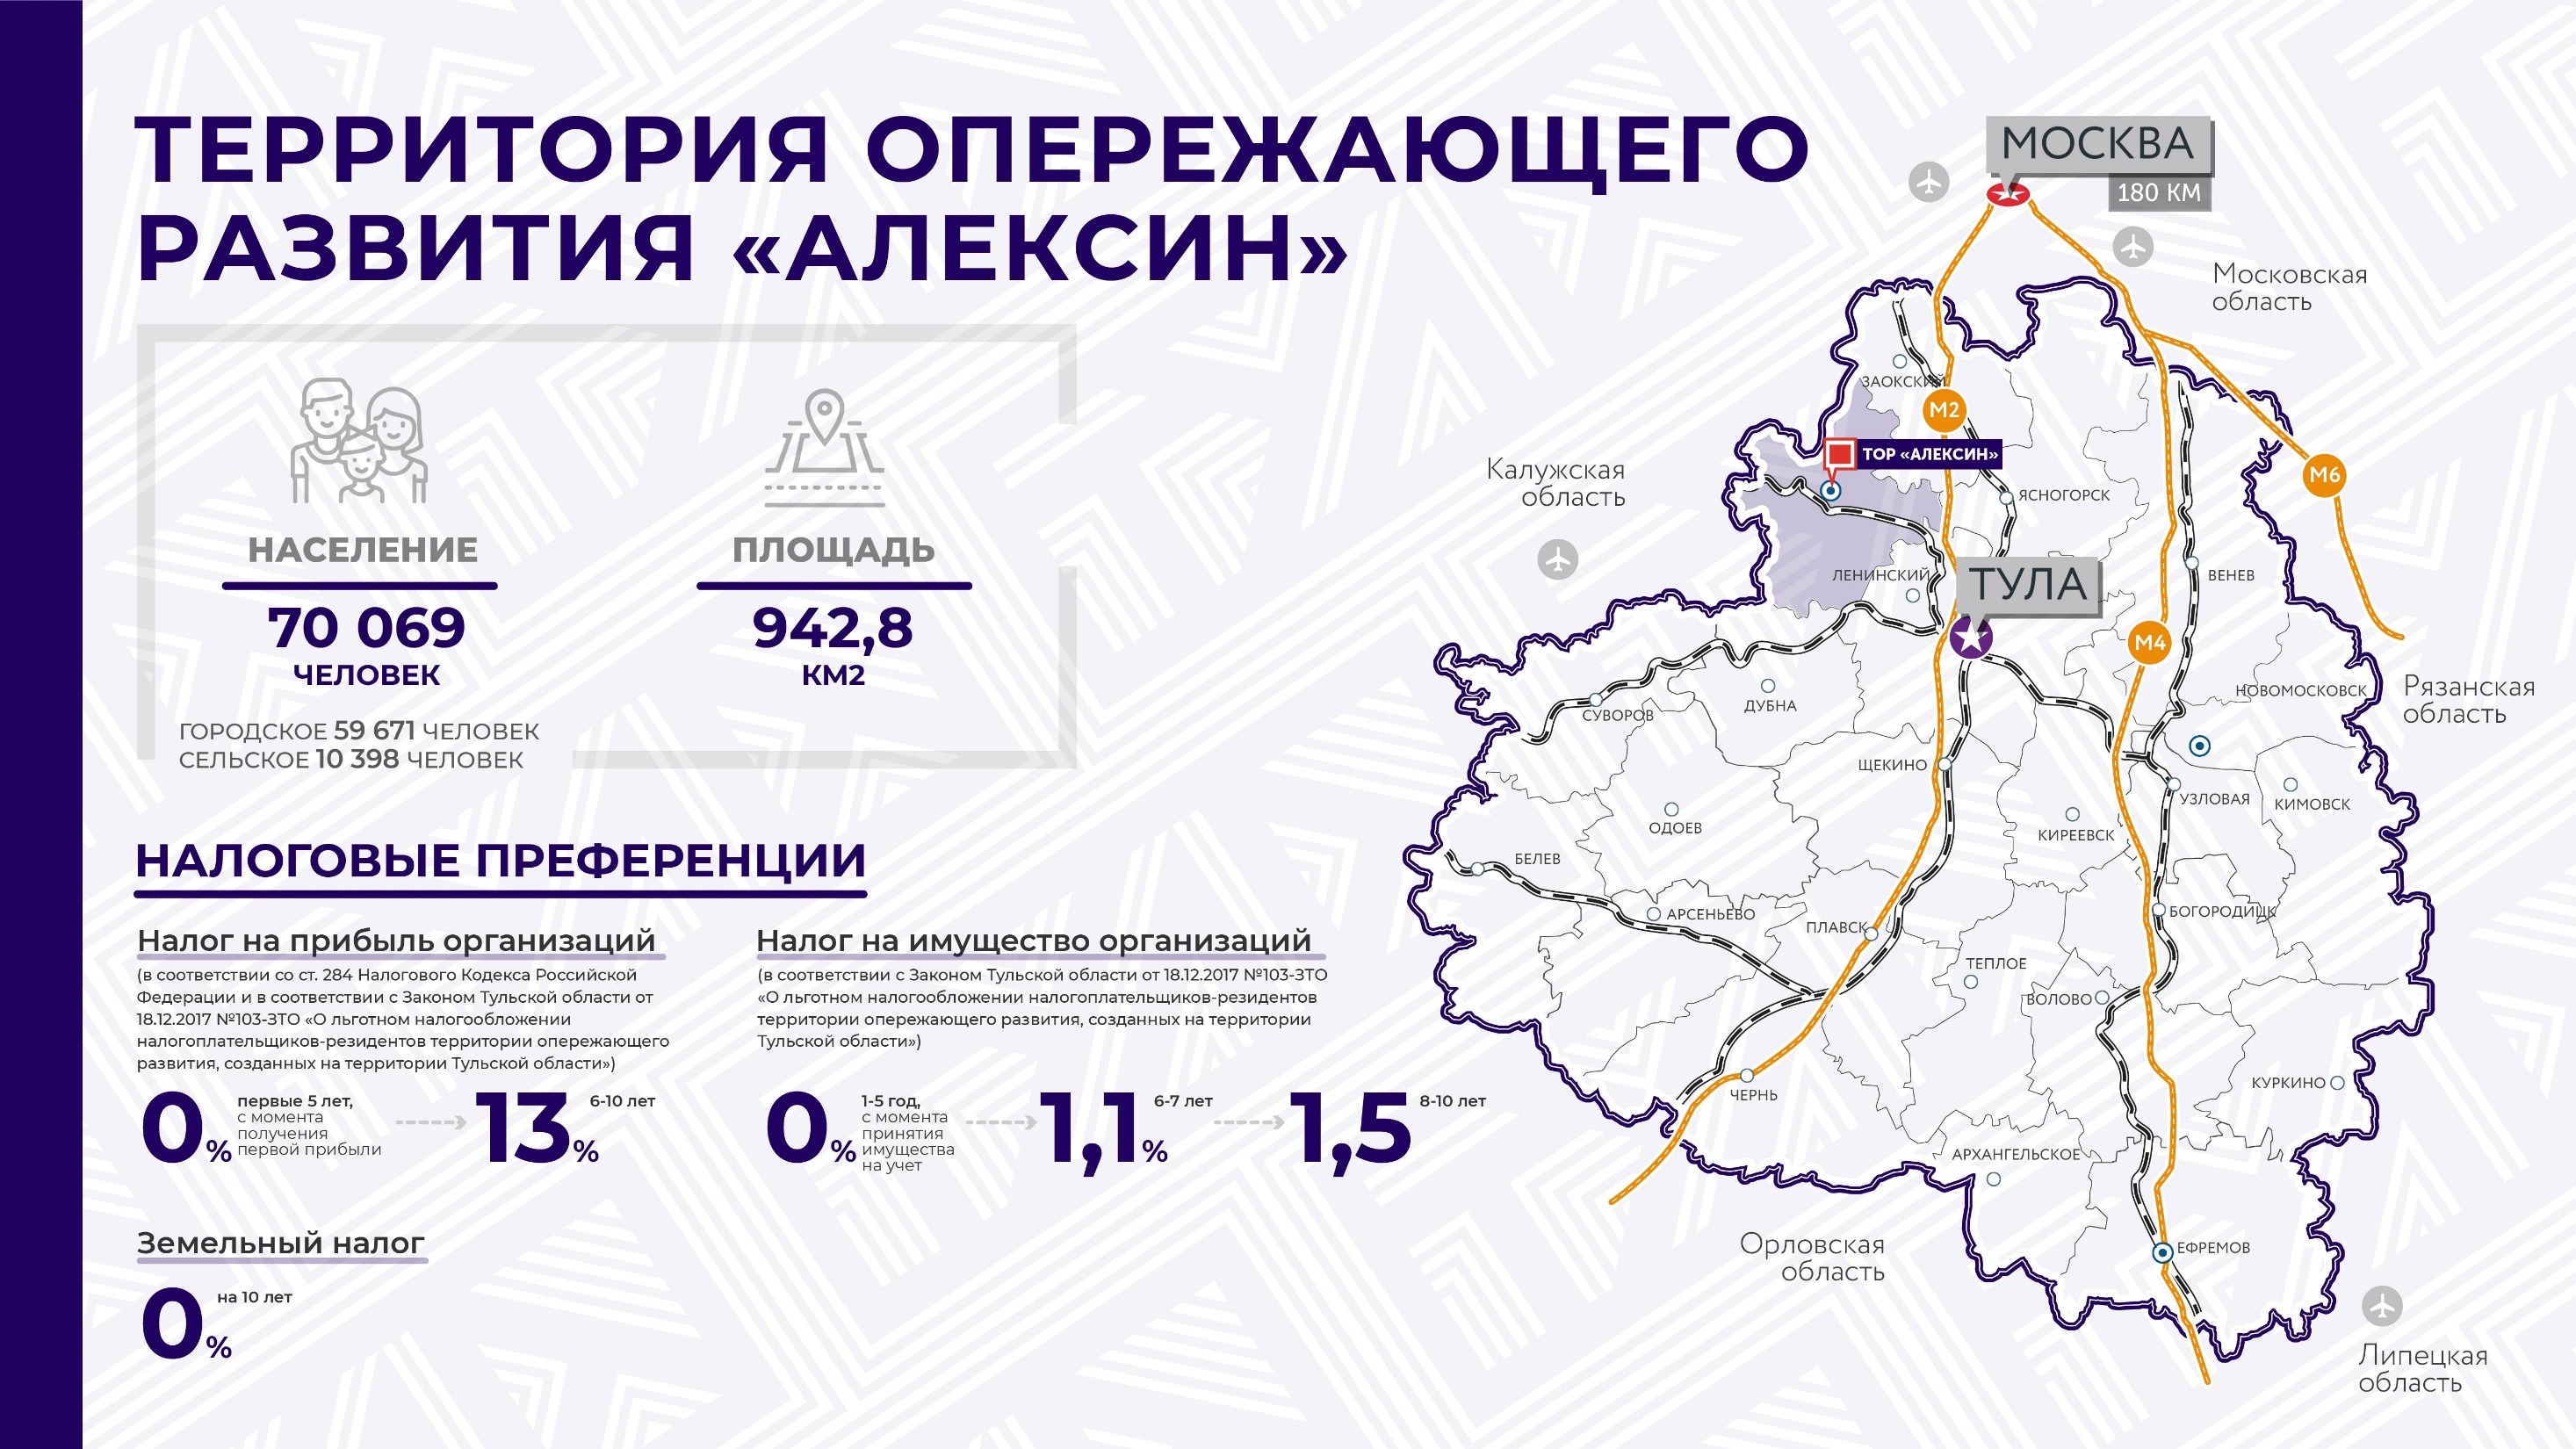 ТЕРРИТОРИЯ ОПЕРЕЖАЮЩЕГО
РАЗВИТИЯ «АЛЕКСИН»
НАСЕЛЕНИЕ
70 069
ЧЕЛОВЕК
ГОРОДСКОЕ 59 671 ЧЕЛОВЕК
СЕЛЬСКОЕ 10 398 ЧЕЛОВЕК
ПЛОЩАДЬ
942,8
КМ2
НАЛОГОВЫЕ ПРЕФЕРЕНЦИИ
Налог на прибыль организаций
(в соответствии со ст. 284 Налогового Кодекса Российской
Федерации и в соответствии с Законом Тульской области от
18.12.2017 №103-ЗТО «О льготном налогообложении
налогоплательщиков-резидентов территории опережающего
развития, созданных на территории Тульской области»)
0%
первые 5 лет,
с момента
получения
первой прибыли
13%
6-10 лет
Налог на имущество организаций
(в соответствии с Законом Тульской области от 18.12.2017 №103-ЗТО
«О льготном налогообложении налогоплательщиков-резидентов
территории опережающего развития, созданных на территории
Тульской области»)
0%
1-5 год,
с момента
принятия
имущества
на учет
1,1%
6-7 лет
1,5
8-10 лет
Земельный налог
0%
на 10 лет
МОСКВА
180 КМ
Московская
область
ЗАОКСКИЙ
М2
ТОР «АЛЕКСИН»
Калужская
область
М6
ЯСНОГОРСК
ЛЕНИНСКИЙ
ТУЛА
ВЕНЕВ
М4
НОВОМОСКОВСК
Рязанская
область
СУВОРОВ
ДУБНА
ЩЕКИНО
УЗЛОВАЯ
КИМОВСК
ОДОЕВ
КИРЕЕВСК
БЕЛЕВ
АРСЕНЬЕВО
ПЛАВСК
БОГОРОДИЦК
ТЕПЛОЕ
ВОЛОВО
КУРКИНО
ЧЕРНЬ
АРХАНГЕЛЬСКОЕ
ЕФРЕМОВ
Орловская
область
Липецкая
область